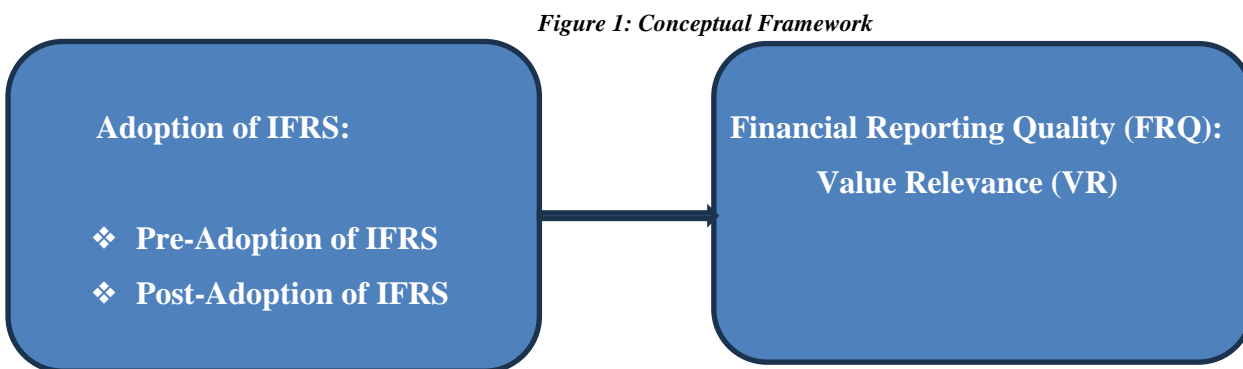 Figure 1: Conceptual Framework
Adoption of IFRS:
❖ Pre-Adoption of IFRS
❖ Post-Adoption of IFRS
Financial Reporting Quality (FRQ):
Value Relevance (VR)